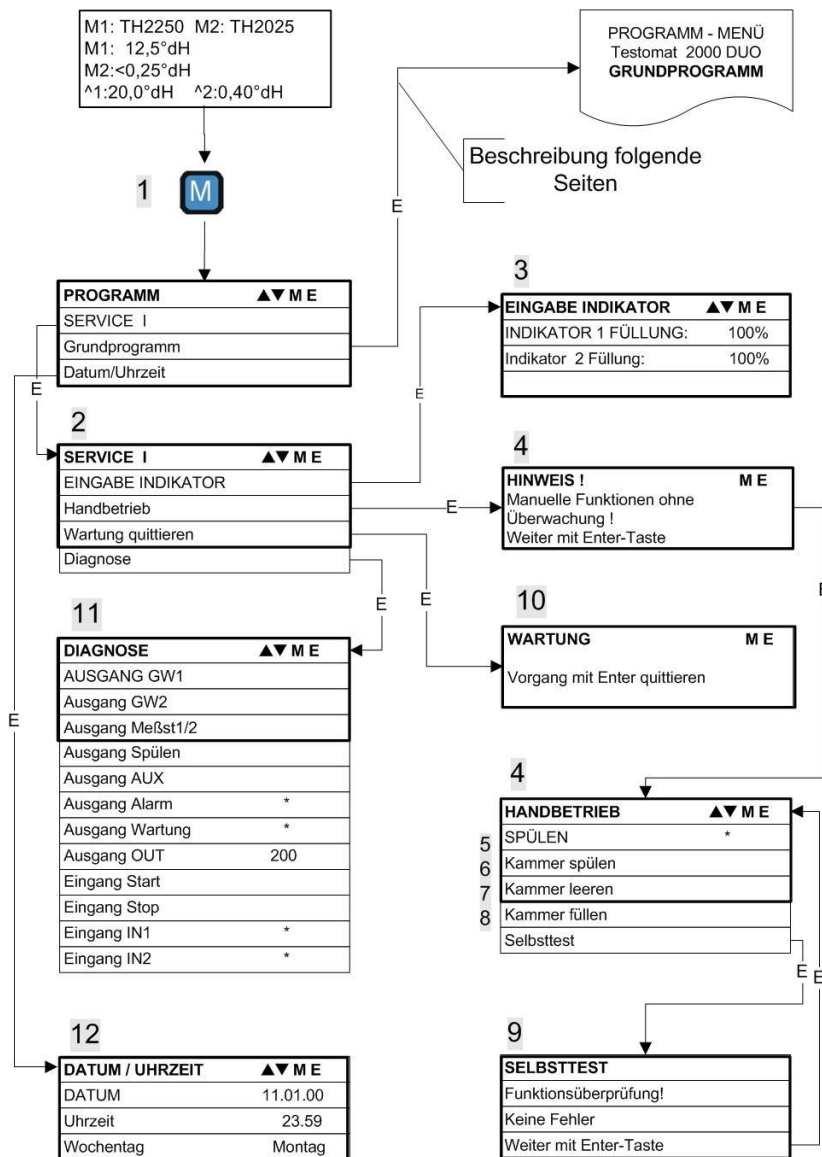 M1: TH2250 M2: TH2025
M1: 12,5°dH
M2:<0,25°dH
^1:20,0°dH ^2:0,40°dH
PROGRAMM - MENÜ
Testomat 2000 DUO
GRUNDPROGRAMM
Beschreibung folgende
Seiten
1
M
E
PROGRAMM ▲▼ M E
SERVICE I
Grundprogramm
Datum/Uhrzeit
E
3
EINGABE INDIKATOR ▲▼ M E
INDIKATOR 1 FÜLLUNG: 100%
Indikator 2 Füllung: 100%
E
2
SERVICE I ▲▼ M E
EINGABE INDIKATOR
Handbetrieb
Wartung quittieren
Diagnose
E
4
HINWEIS ! M E
Manuelle Funktionen ohne
Überwachung !
Weiter mit Enter-Taste
E
E
10
WARTUNG M E
Vorgang mit Enter quittieren
11
DIAGNOSE ▲▼ M E
AUSGANG GW1
Ausgang GW2
Ausgang Meßst1/2
Ausgang Spülen
Ausgang AUX
Ausgang Alarm *
Ausgang Wartung *
Ausgang OUT 200
Eingang Start
Eingang Stop
Eingang IN1 *
Eingang IN2 *
E
4
HANDBETRIEB ▲▼ M E
5 SPÜLEN *
6 Kammer spülen
7 Kammer leeren
8 Kammer füllen
Selbsttest
E
E
12
DATUM / UHRZEIT ▲▼ M E
DATUM 11.01.00
Uhrzeit 23.59
Wochentag Montag
9
SELBSTTEST
Funktionsüberprüfung!
Keine Fehler
Weiter mit Enter-Taste